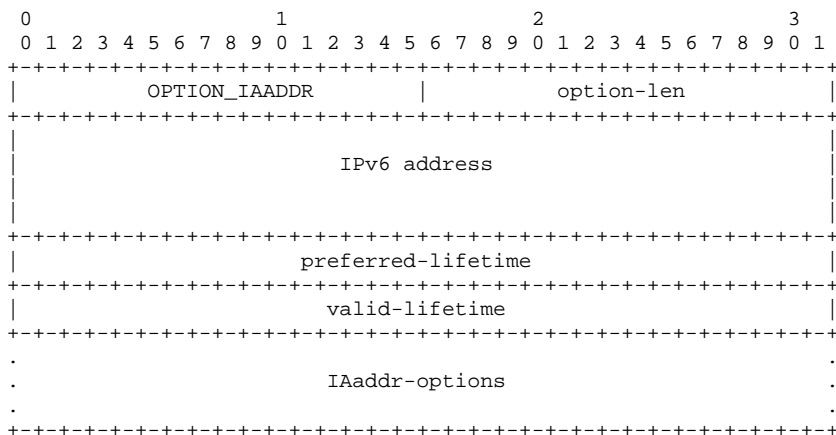 0                   1                   2                   3
0 1 2 3 4 5 6 7 8 9 0 1 2 3 4 5 6 7 8 9 0 1 2 3 4 5 6 7 8 9 0 1
+-+-+-+-+-+-+-+-+-+-+-+-+-+-+-+-+-+-+-+-+-+-+-+-+-+-+-+-+-+-+-+-+
|          OPTION_IAADDR        |          option-len           |
+-+-+-+-+-+-+-+-+-+-+-+-+-+-+-+-+-+-+-+-+-+-+-+-+-+-+-+-+-+-+-+-+
|                                                               |
|                         IPv6 address                          |
|                                                               |
|                                                               |
+-+-+-+-+-+-+-+-+-+-+-+-+-+-+-+-+-+-+-+-+-+-+-+-+-+-+-+-+-+-+-+-+
|                      preferred-lifetime                       |
+-+-+-+-+-+-+-+-+-+-+-+-+-+-+-+-+-+-+-+-+-+-+-+-+-+-+-+-+-+-+-+-+
|                        valid-lifetime                         |
+-+-+-+-+-+-+-+-+-+-+-+-+-+-+-+-+-+-+-+-+-+-+-+-+-+-+-+-+-+-+-+-+
.                                                               .
.                        IAaddr-options                         .
.                                                               .
+-+-+-+-+-+-+-+-+-+-+-+-+-+-+-+-+-+-+-+-+-+-+-+-+-+-+-+-+-+-+-+-+